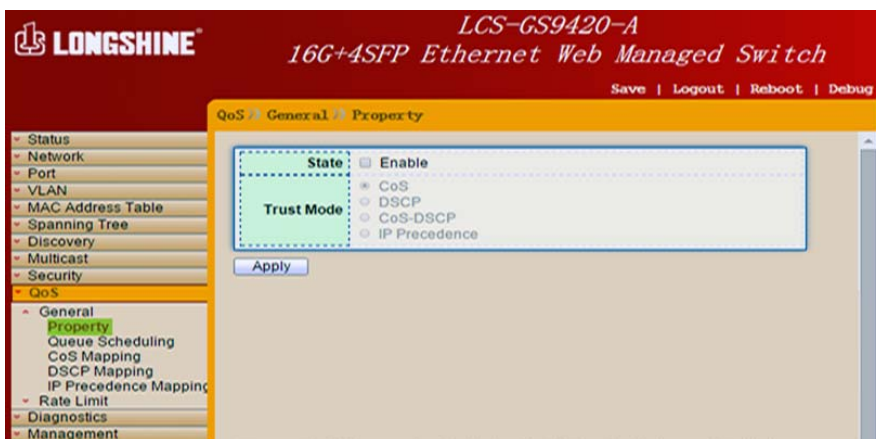 LONGSHINE®
LCS-GS9420-A
16G+4SFP Ethernet Web Managed Switch
Save | Logout | Reboot | Debug
QoS » General » Property
Status
Network
Port
VLAN
MAC Address Table
Spanning Tree
Discovery
Multicast
Security
QoS
General
Property
Queue Scheduling
CoS Mapping
DSCP Mapping
IP Precedence Mapping
Rate Limit
Diagnostics
Management
State Enable
Trust Mode
CoS
DSCP
CoS-DSCP
IP Precedence
Apply